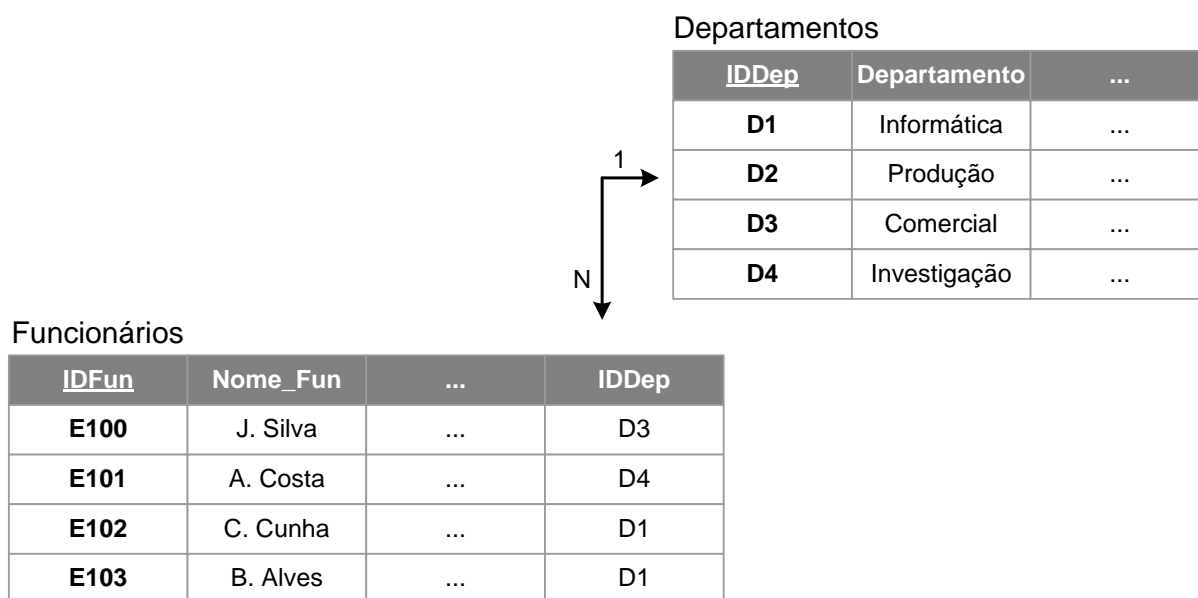 Departamentos
IDDep Departamento ...
D1 Informática ...
D2 Produção ...
D3 Comercial ...
D4 Investigação ...
1
N
Funcionários
IDFun Nome_Fun ... IDDep
E100 J. Silva ... D3
E101 A. Costa ... D4
E102 C. Cunha ... D1
E103 B. Alves ... D1